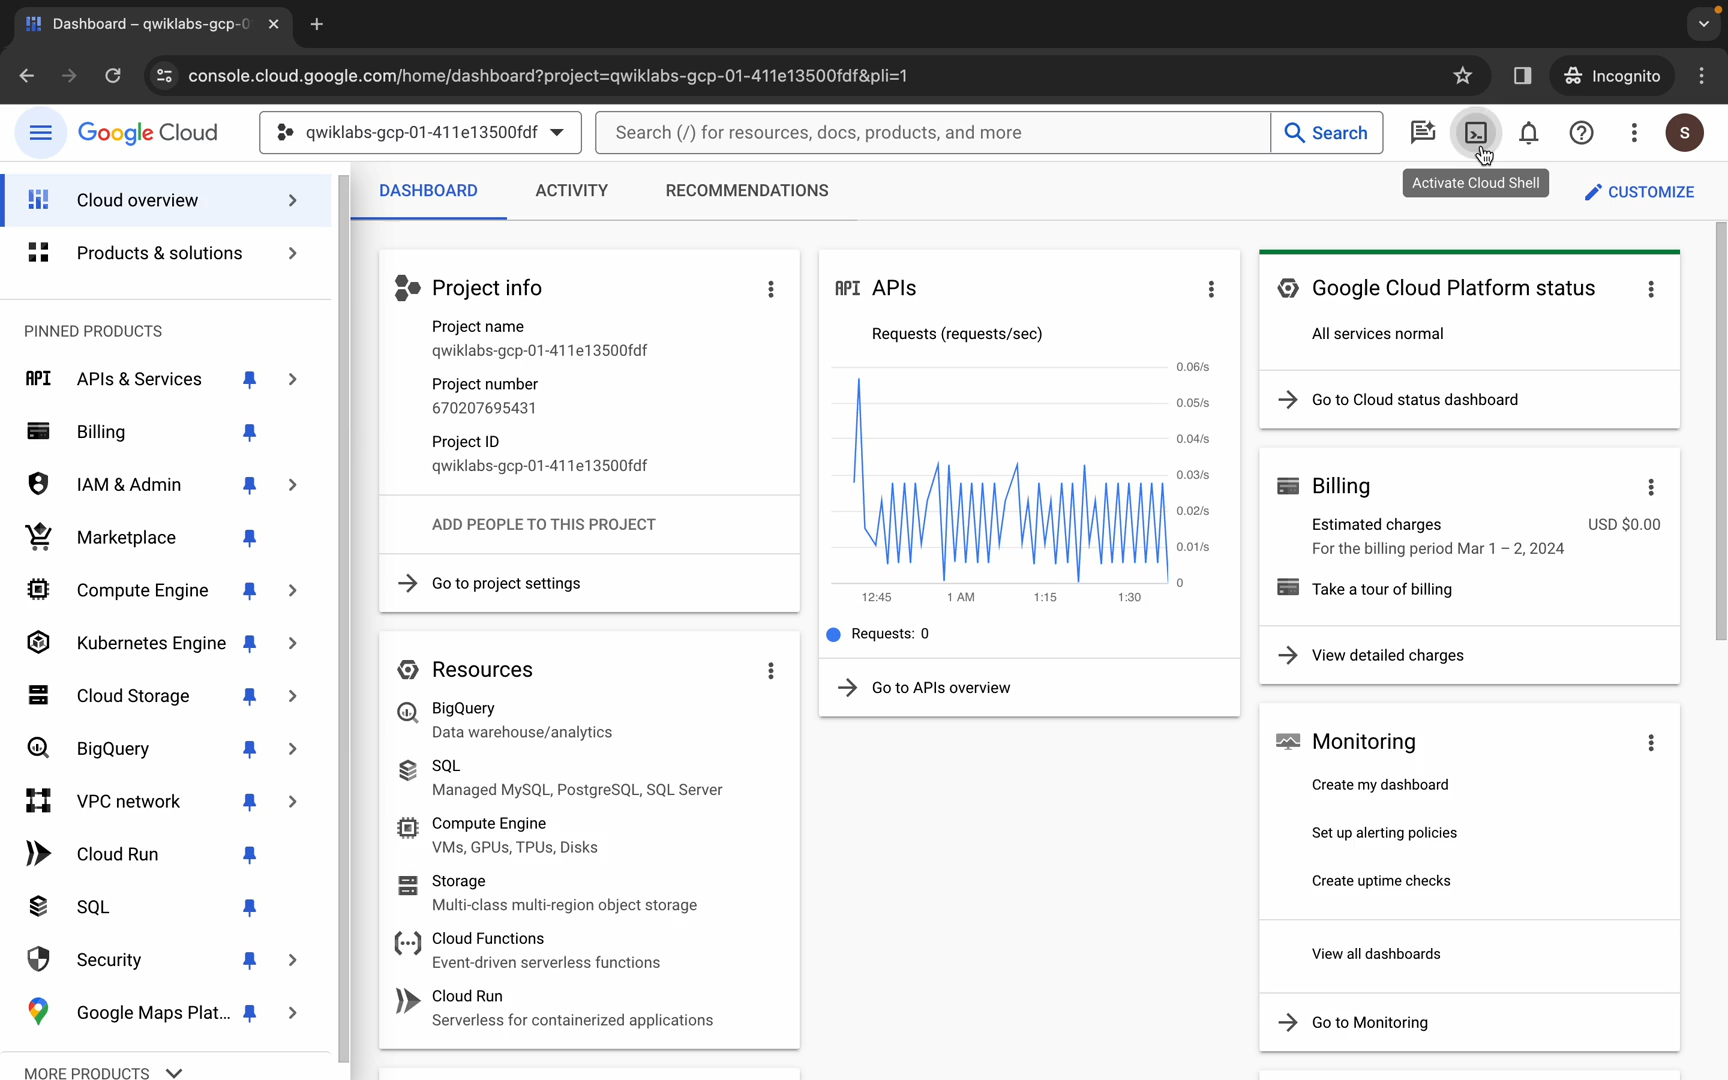 Dashboard – qwiklabs-gcp-0
console.cloud.google.com/home/dashboard?project=qwiklabs-gcp-01-411e13500fdf&pli=1
Incognito
Google Cloud
qwiklabs-gcp-01-411e13500fdf
Search (/) for resources, docs, products, and more
Search
S
Activate Cloud Shell
Cloud overview
Products & solutions
PINNED PRODUCTS
API APIs & Services
Billing
IAM & Admin
Marketplace
Compute Engine
Kubernetes Engine
Cloud Storage
BigQuery
VPC network
Cloud Run
SQL
Security
Google Maps Plat...
MORE PRODUCTS
DASHBOARD
ACTIVITY
RECOMMENDATIONS
CUSTOMIZE
Project info
Project name
qwiklabs-gcp-01-411e13500fdf
Project number
670207695431
Project ID
qwiklabs-gcp-01-411e13500fdf
ADD PEOPLE TO THIS PROJECT
Go to project settings
Resources
BigQuery
Data warehouse/analytics
SQL
Managed MySQL, PostgreSQL, SQL Server
Compute Engine
VMs, GPUs, TPUs, Disks
Storage
Multi-class multi-region object storage
Cloud Functions
Event-driven serverless functions
Cloud Run
Serverless for containerized applications
API APIs
Requests (requests/sec)
0.06/s
0.05/s
0.04/s
0.03/s
0.02/s
0.01/s
0
12:45 1 AM 1:15 1:30
Requests: 0
Go to APIs overview
Google Cloud Platform status
All services normal
Go to Cloud status dashboard
Billing
Estimated charges USD $0.00
For the billing period Mar 1 – 2, 2024
Take a tour of billing
View detailed charges
Monitoring
Create my dashboard
Set up alerting policies
Create uptime checks
View all dashboards
Go to Monitoring